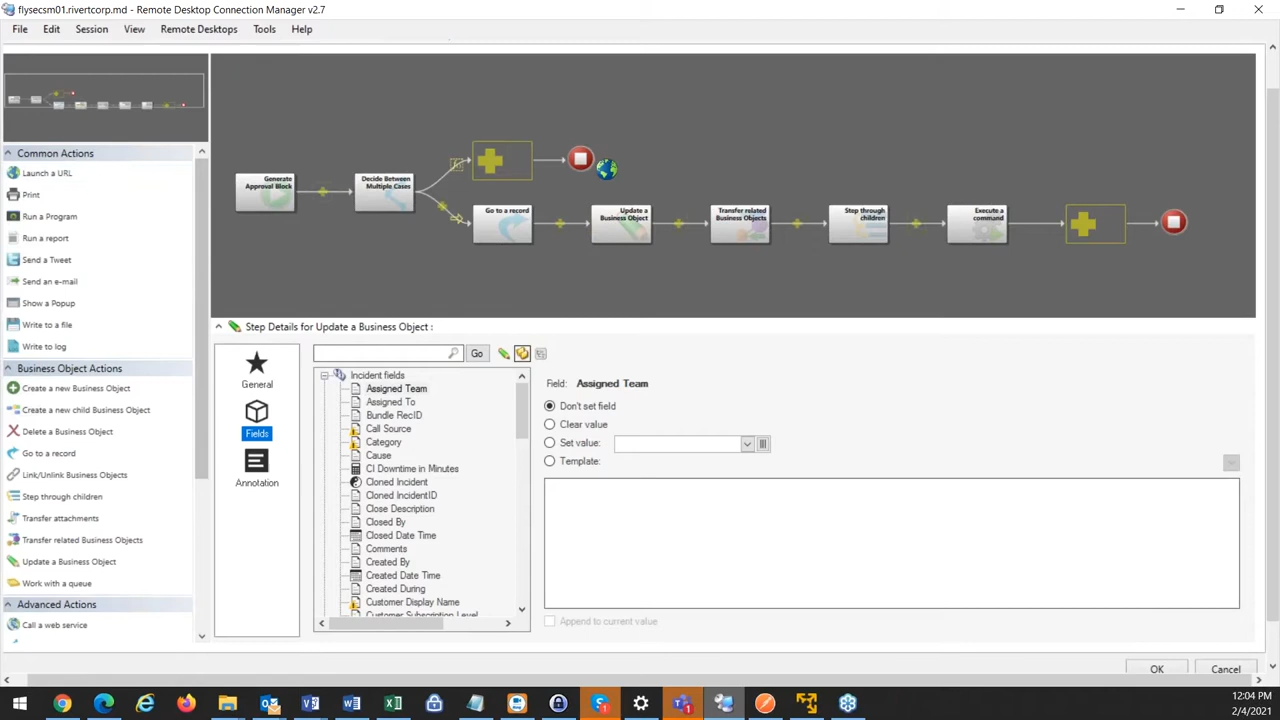 flysecsm01.rivertcorp.md - Remote Desktop Connection Manager v2.7
File Edit Session View Remote Desktops Tools Help
Generate Approval Block
Decide Between Multiple Cases
Go to a record
Update a Business Object
Transfer related Business Objects
Step through children
Execute a command
Common Actions
Launch a URL
Print
Run a Program
Run a report
Send a Tweet
Send an e-mail
Show a Popup
Write to a file
Write to log
Business Object Actions
Create a new Business Object
Create a new child Business Object
Delete a Business Object
Go to a record
Link/Unlink Business Objects
Step through children
Transfer attachments
Transfer related Business Objects
Update a Business Object
Work with a queue
Advanced Actions
Call a web service
Step Details for Update a Business Object :
General
Fields
Annotation
Go
Incident fields
Assigned Team
Assigned To
Bundle RecID
Call Source
Category
Cause
CI Downtime in Minutes
Cloned Incident
Cloned IncidentID
Close Description
Closed By
Closed Date Time
Comments
Created By
Created Date Time
Created During
Customer Display Name
Customer Subscription Level
Field: Assigned Team
Don't set field
Clear value
Set value:
Template:
Append to current value
OK Cancel
12:04 PM
2/4/2021